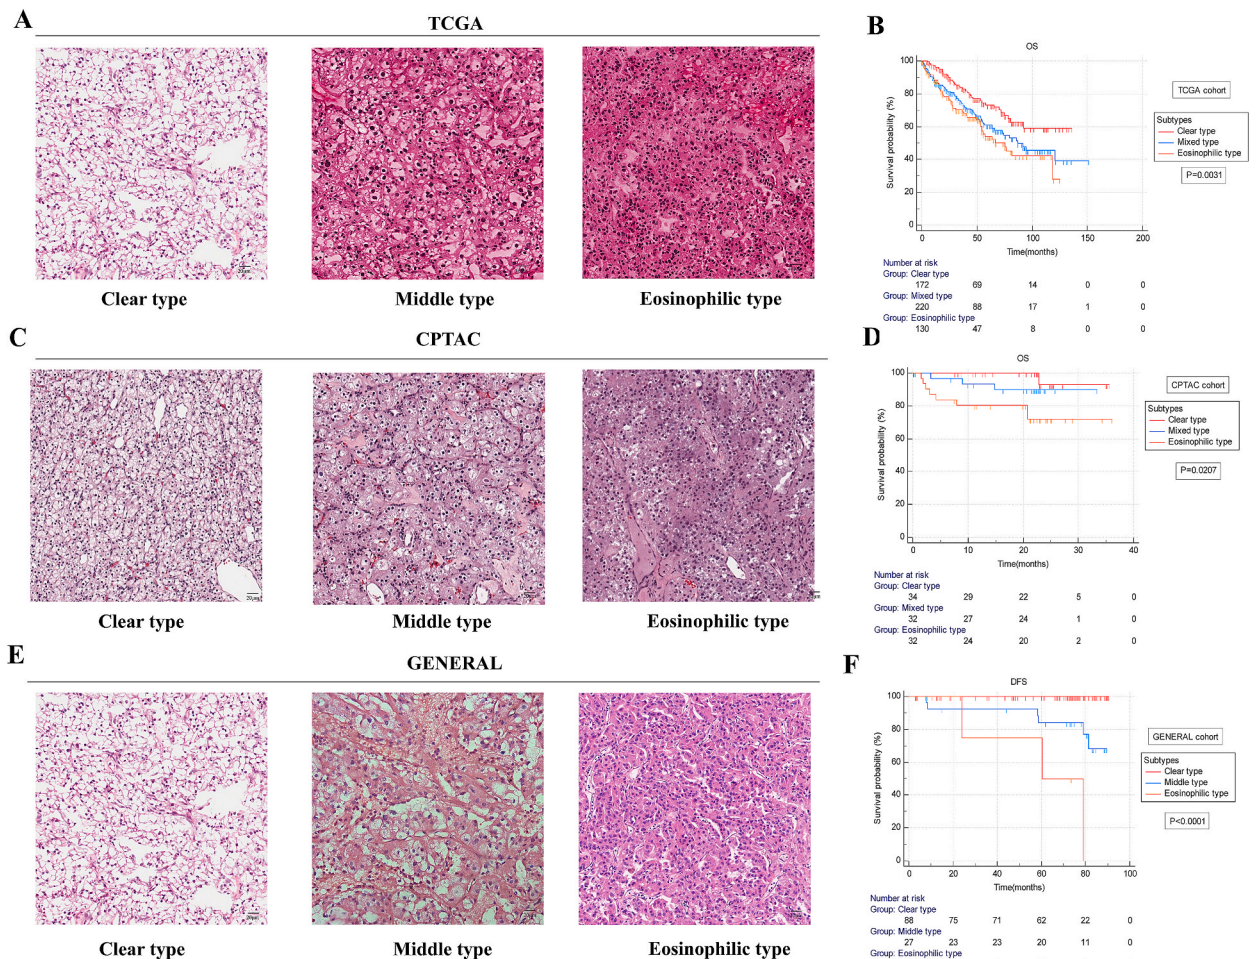 A
TCGA
20μm
Clear type
Middle type
Eosinophilic type
B
OS
Survival probability (%)
100
80
60
40
20
0
0 50 100 150 200
Time(months)
TCGA cohort
Subtypes
Clear type
Mixed type
Eosinophilic type
P=0.0031
Number at risk
Group: Clear type
172 69 14 0 0
Group: Mixed type
220 88 17 1 0
Group: Eosinophilic type
130 47 8 0 0
C
CPTAC
20μm
Clear type
Middle type
Eosinophilic type
D
OS
Survival probability (%)
100
80
60
40
20
0
0 10 20 30 40
Time(months)
CPTAC cohort
Subtypes
Clear type
Mixed type
Eosinophilic type
P=0.0207
Number at risk
Group: Clear type
34 29 22 5 0
Group: Mixed type
32 27 24 1 0
Group: Eosinophilic type
32 24 20 2 0
E
GENERAL
20μm
Clear type
Middle type
Eosinophilic type
F
DFS
Survival probability (%)
100
80
60
40
20
0
0 20 40 60 80 100
Time(months)
GENERAL cohort
Subtypes
Clear type
Middle type
Eosinophilic type
P<0.0001
Number at risk
Group: Clear type
88 75 71 62 22 0
Group: Middle type
27 23 23 20 11 0
Group: Eosinophilic type